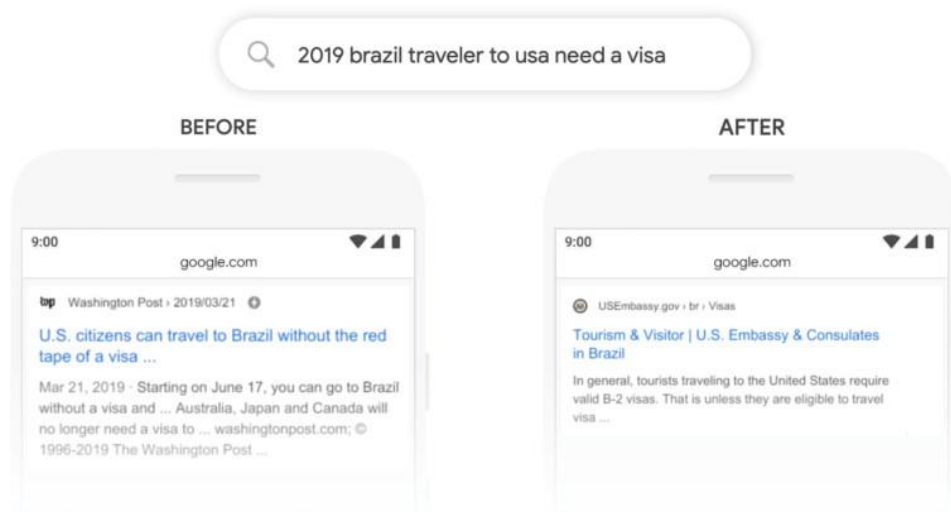 2019 brazil traveler to usa need a visa
BEFORE
9:00
google.com
wp Washington Post › 2019/03/21
U.S. citizens can travel to Brazil without the red
tape of a visa ...
Mar 21, 2019 · Starting on June 17, you can go to Brazil
without a visa and ... Australia, Japan and Canada will
no longer need a visa to ... washingtonpost.com; ©
1996-2019 The Washington Post ...
AFTER
9:00
google.com
USEmbassy.gov › br › Visas
Tourism & Visitor | U.S. Embassy & Consulates
in Brazil
In general, tourists traveling to the United States require
valid B-2 visas. That is unless they are eligible to travel
visa ...